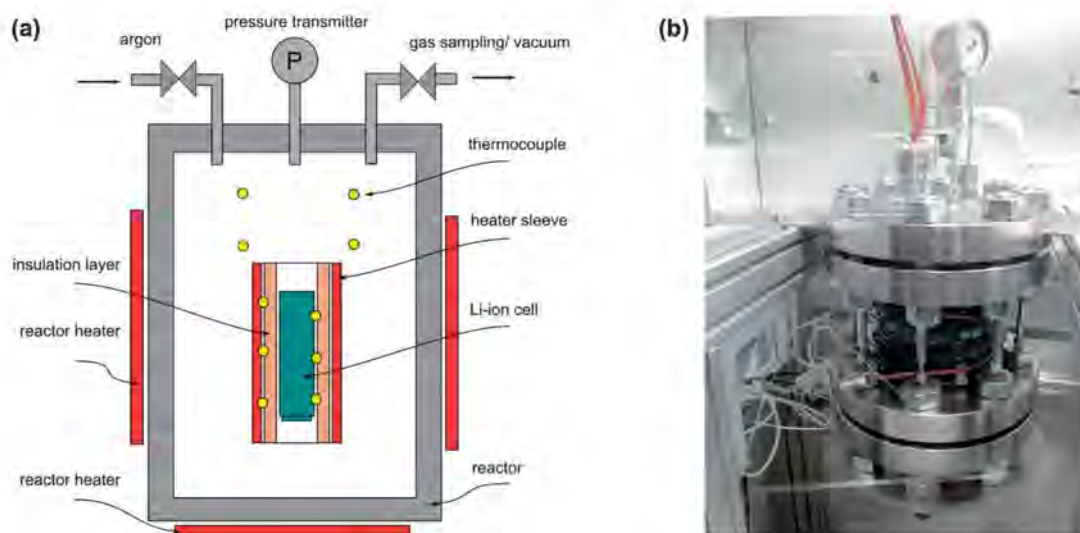 (a)
pressure transmitter
argon
gas sampling/ vacuum
P
thermocouple
heater sleeve
insulation layer
Li-ion cell
reactor heater
reactor
reactor heater
(b)